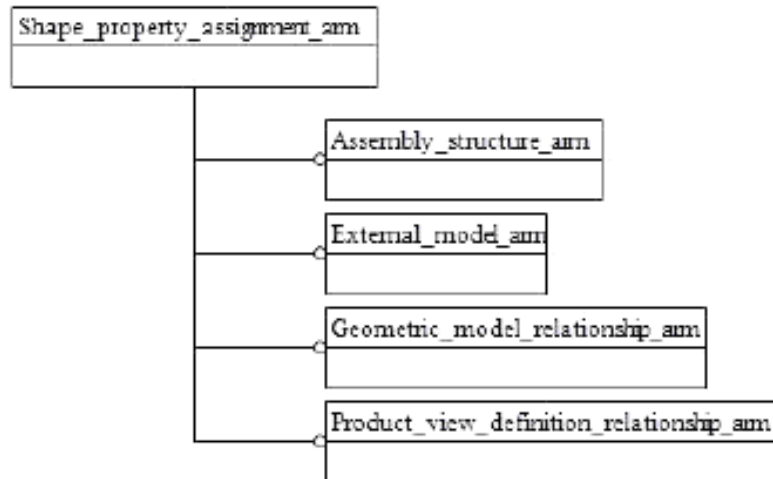 Shape_property_assignment_arm
Assembly_structure_arm
External_model_arm
Geometric_model_relationship_arm
Product_view_definition_relationship_arm